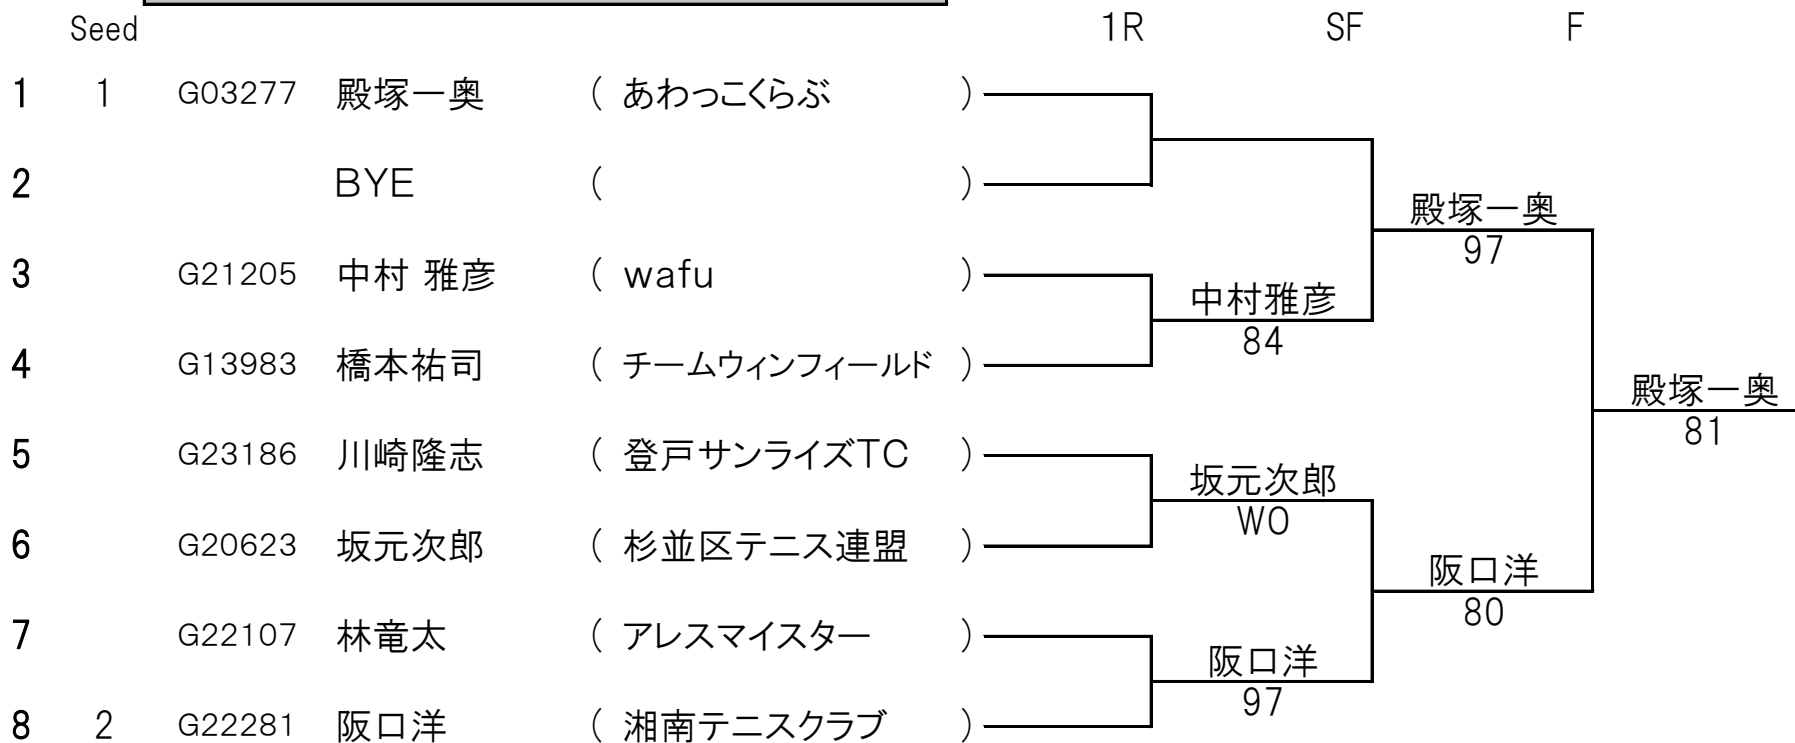 Seed 1R SF F
1 1 G03277 殿塚一奥 ( あわっこくらぶ )
2 BYE ( )
殿塚一奥
97
3 G21205 中村 雅彦 ( wafu )
中村雅彦
84
4 G13983 橋本祐司 ( チームウィンフィールド )
殿塚一奥
81
5 G23186 川崎隆志 ( 登戸サンライズTC )
坂元次郎
WO
6 G20623 坂元次郎 ( 杉並区テニス連盟 )
阪口洋
80
7 G22107 林竜太 ( アレスマイスター )
阪口洋
97
8 2 G22281 阪口洋 ( 湘南テニスクラブ )